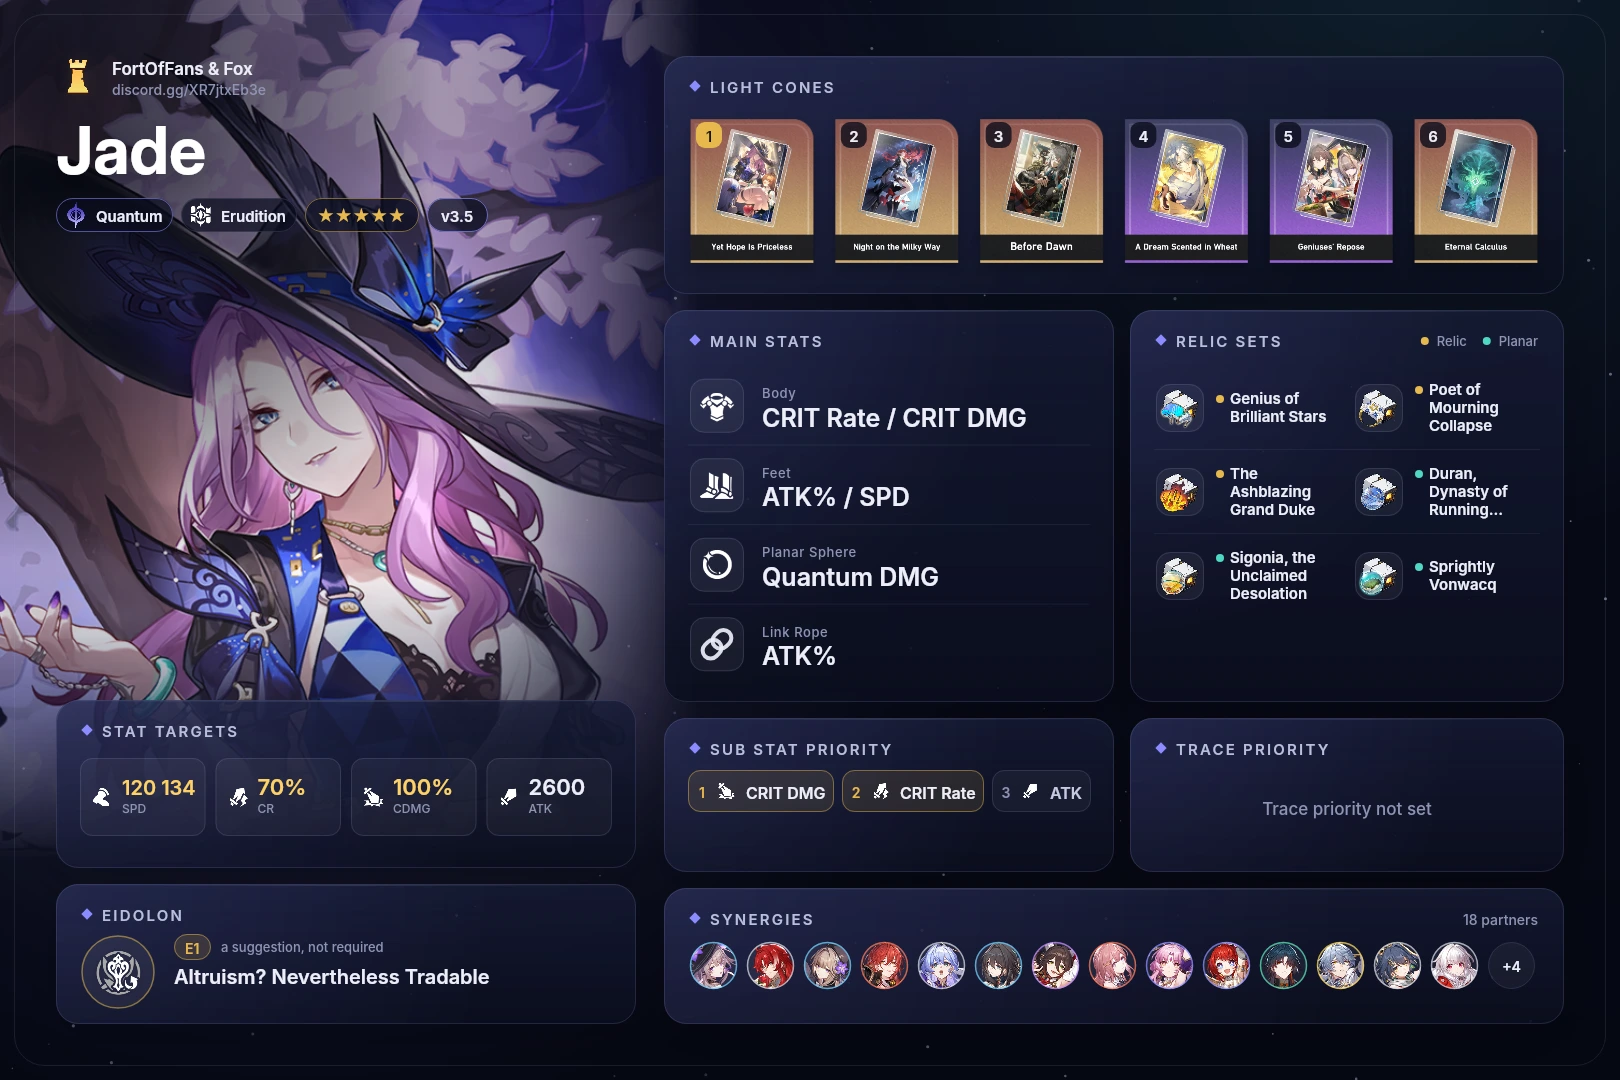 FortOfFans & Fox
discord.gg/XR7jtxEb3e
Jade
Quantum
Erudition
★★★★★
v3.5
LIGHT CONES
1
2
3
4
5
6
Yet Hope Is Priceless
Night on the Milky Way
Before Dawn
A Dream Scented in Wheat
Geniuses' Repose
Eternal Calculus
MAIN STATS
Body
CRIT Rate / CRIT DMG
Feet
ATK% / SPD
Planar Sphere
Quantum DMG
Link Rope
ATK%
RELIC SETS
Relic
Planar
Genius of
Brilliant Stars
Poet of
Mourning
Collapse
The
Ashblazing
Grand Duke
Duran,
Dynasty of
Running...
Sigonia, the
Unclaimed
Desolation
Sprightly
Vonwacq
STAT TARGETS
120 134
SPD
70%
CR
100%
CDMG
2600
ATK
SUB STAT PRIORITY
1 CRIT DMG
2 CRIT Rate
3 ATK
TRACE PRIORITY
Trace priority not set
EIDOLON
E1 a suggestion, not required
Altruism? Nevertheless Tradable
SYNERGIES
18 partners
+4